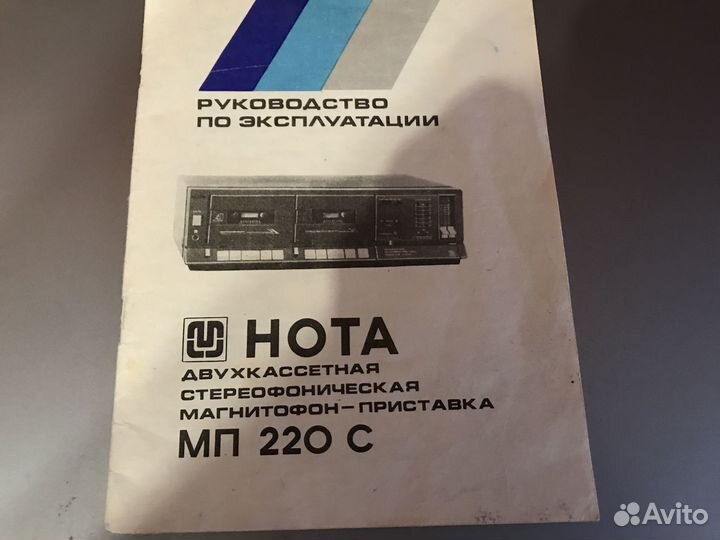 РУКОВОДСТВО
ПО ЭКСПЛУАТАЦИИ
НОТА
ДВУХКАССЕТНАЯ
СТЕРЕОФОНИЧЕСКАЯ
МАГНИТОФОН-ПРИСТАВКА
МП 220 С
Avito